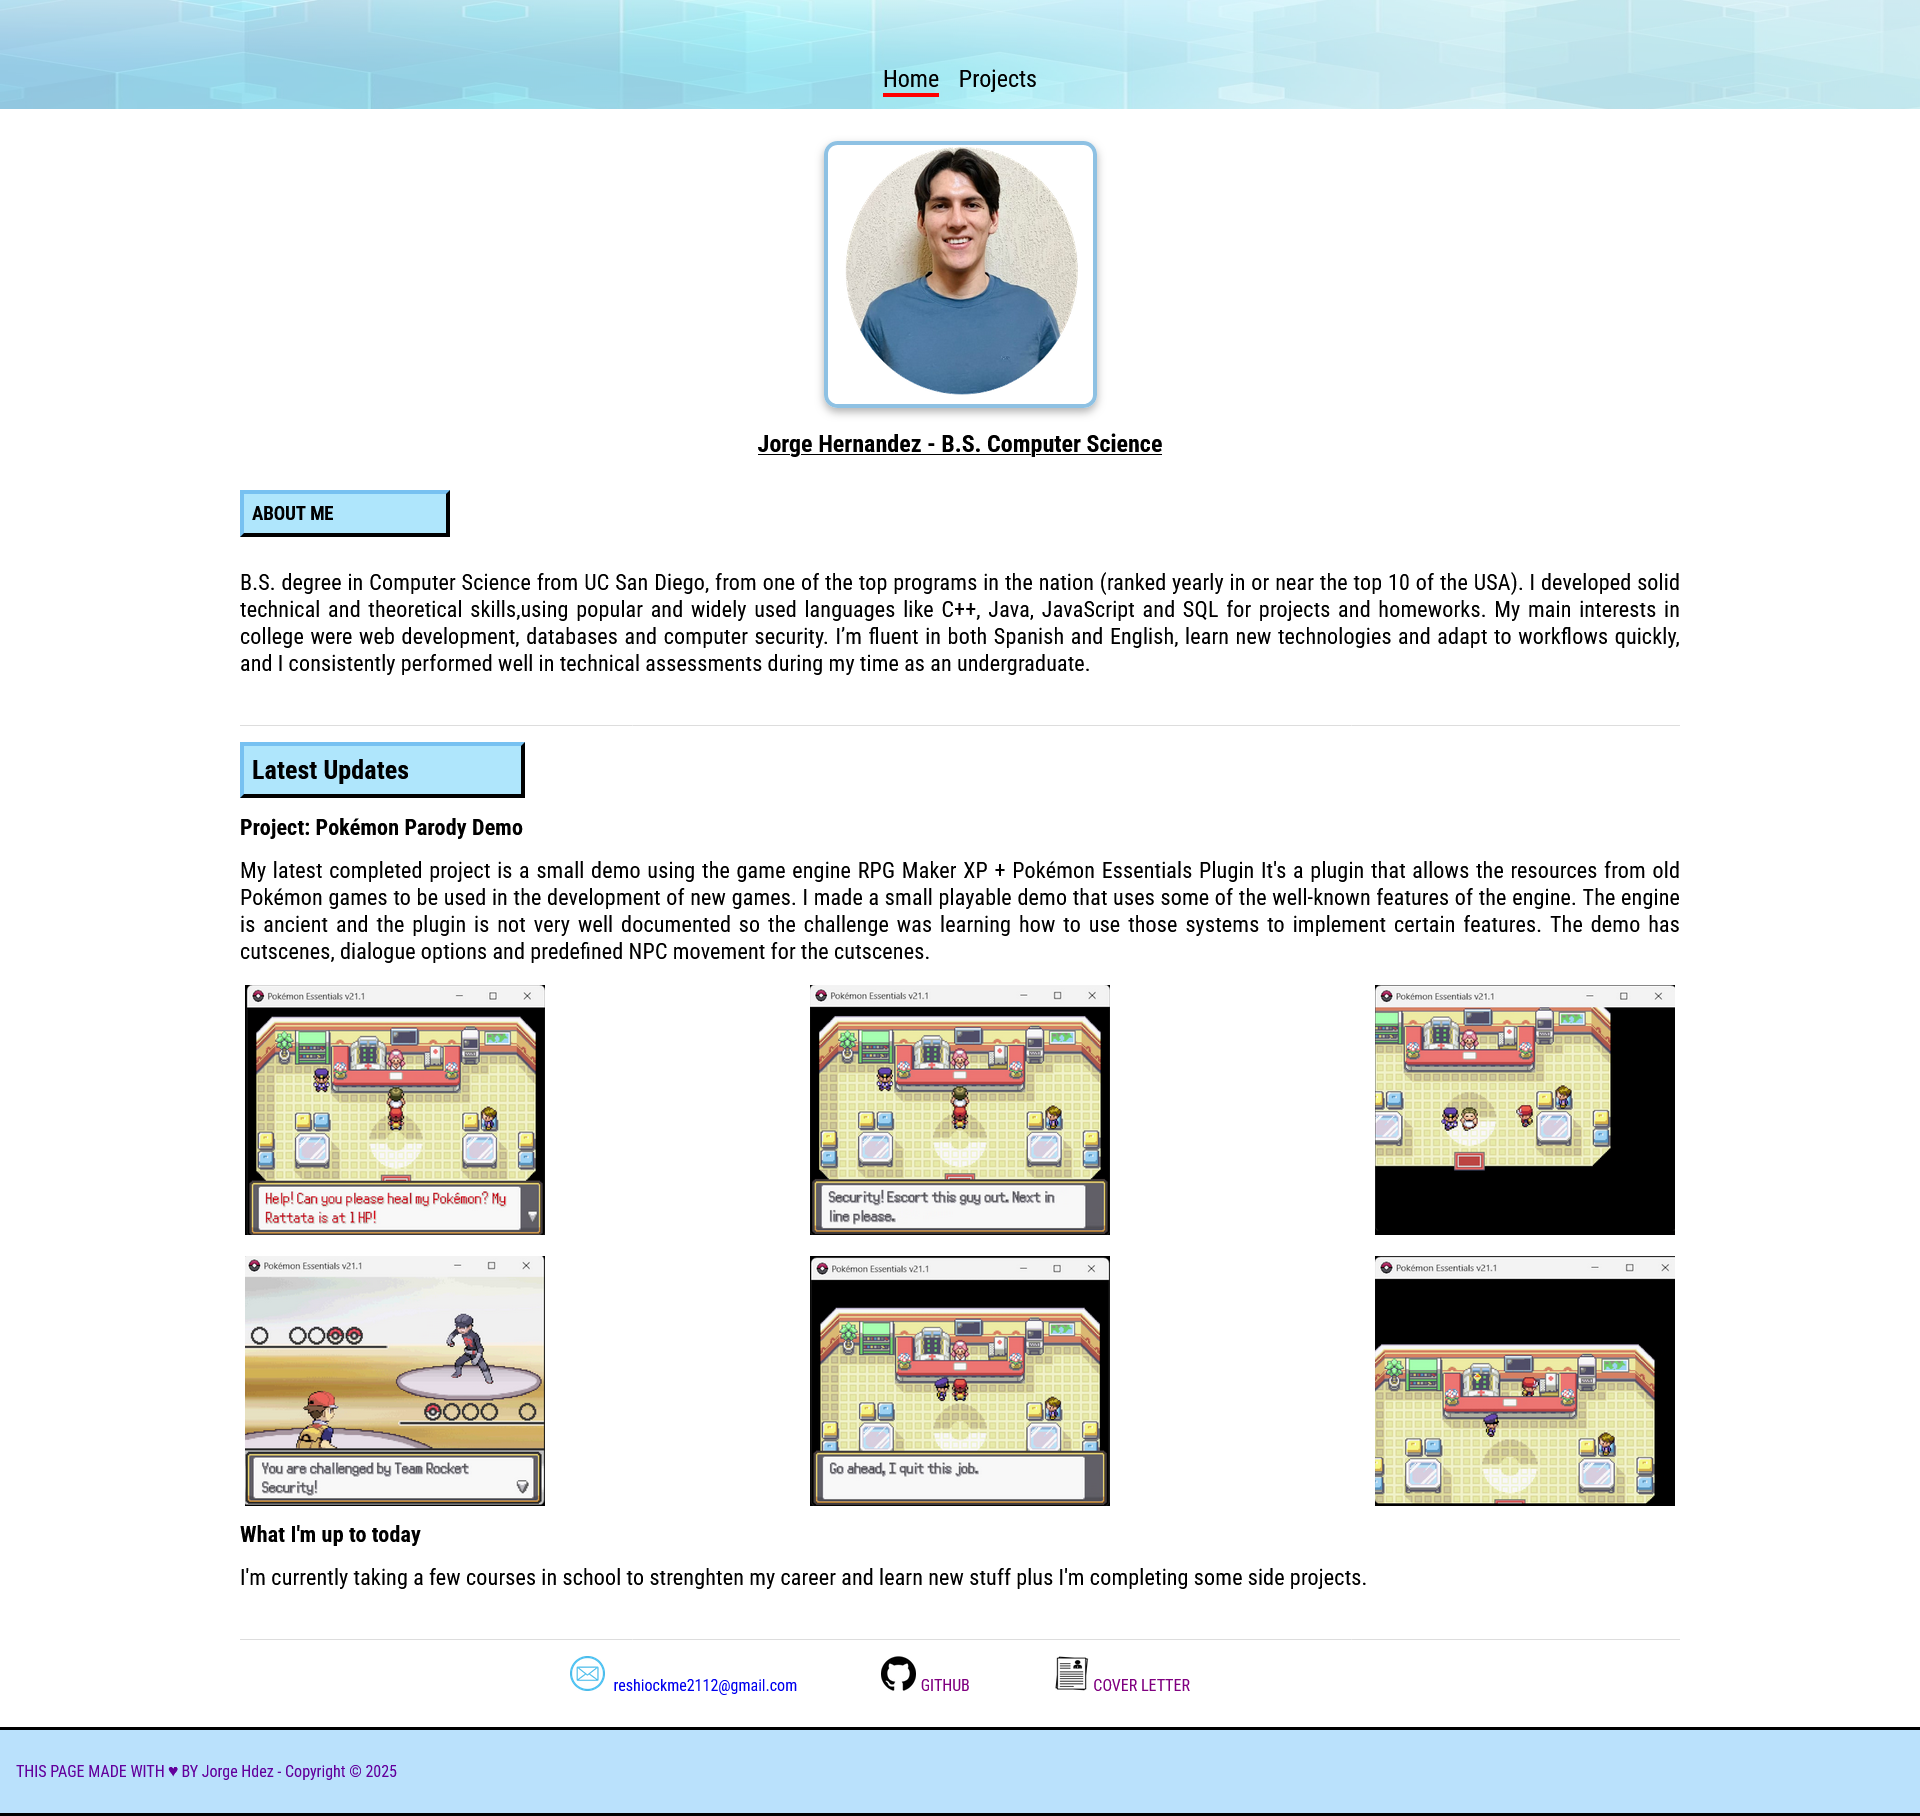 Home Projects
Jorge Hernandez - B.S. Computer Science
ABOUT ME
B.S. degree in Computer Science from UC San Diego, from one of the top programs in the nation (ranked yearly in or near the top 10 of the USA). I developed solid
technical and theoretical skills,using popular and widely used languages like C++, Java, JavaScript and SQL for projects and homeworks. My main interests in
college were web development, databases and computer security. I’m fluent in both Spanish and English, learn new technologies and adapt to workflows quickly,
and I consistently performed well in technical assessments during my time as an undergraduate.
Latest Updates
Project: Pokémon Parody Demo
My latest completed project is a small demo using the game engine RPG Maker XP + Pokémon Essentials Plugin It's a plugin that allows the resources from old
Pokémon games to be used in the development of new games. I made a small playable demo that uses some of the well-known features of the engine. The engine
is ancient and the plugin is not very well documented so the challenge was learning how to use those systems to implement certain features. The demo has
cutscenes, dialogue options and predefined NPC movement for the cutscenes.
Pokémon Essentials v21.1
Help! Can you please heal my Pokémon? My
Rattata is at 1 HP!
Pokémon Essentials v21.1
Security! Escort this guy out. Next in
line please.
Pokémon Essentials v21.1
Pokémon Essentials v21.1
You are challenged by Team Rocket
Security!
Pokémon Essentials v21.1
Go ahead, I quit this job.
Pokémon Essentials v21.1
What I'm up to today
I'm currently taking a few courses in school to strenghten my career and learn new stuff plus I'm completing some side projects.
reshiockme2112@gmail.com GITHUB COVER LETTER
THIS PAGE MADE WITH ♥ BY Jorge Hdez - Copyright © 2025